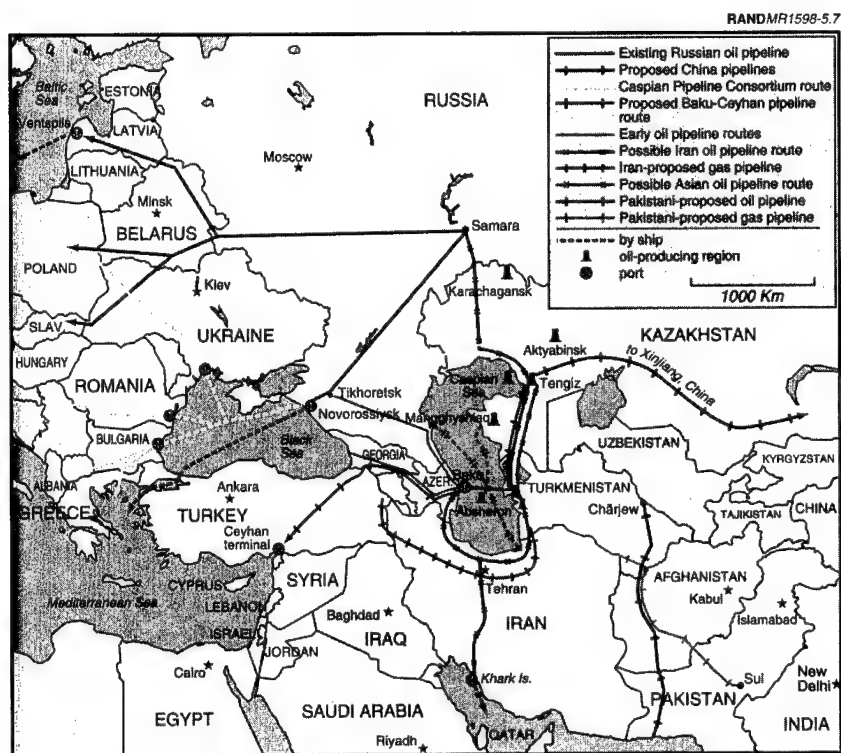 RANDMR1598-5.7
Existing Russian oil pipeline
Proposed China pipelines
Caspian Pipeline Consortium route
Proposed Baku-Ceyhan pipeline
route
Early oil pipeline routes
Possible Iran oil pipeline route
Iran-proposed gas pipeline
Possible Asian oil pipeline route
Pakistani-proposed oil pipeline
Pakistani-proposed gas pipeline
by ship
oil-producing region
port
1000 Km
Baltic
Sea
ESTONIA
Ventspils
LATVIA
LITHUANIA
RUSSIA
Moscow
Minsk
BELARUS
Samara
POLAND
Kiev
Karachagansk
SLAV.
UKRAINE
HUNGARY
Aktyabinsk
KAZAKHSTAN
to Xinjiang, China
ROMANIA
Tikhoretsk
Caspian
Sea
Tengiz
Novorossiysk
Mangghyshlaq
BULGARIA
Black
Sea
GEORGIA
UZBEKISTAN
KYRGYZSTAN
ALBANIA
Ankara
AZER.
Baku
TURKMENISTAN
GREECE
TURKEY
Absheron
Chärjew
TAJIKISTAN
CHINA
Ceyhan
terminal
SYRIA
Tehran
AFGHANISTAN
Kabul
CYPRUS
Mediterranean Sea
LEBANON
Baghdad
IRAN
Islamabad
ISRAEL
IRAQ
JORDAN
Cairo
Khark Is.
Sui
New
Delhi
PAKISTAN
EGYPT
SAUDI ARABIA
QATAR
INDIA
Riyadh